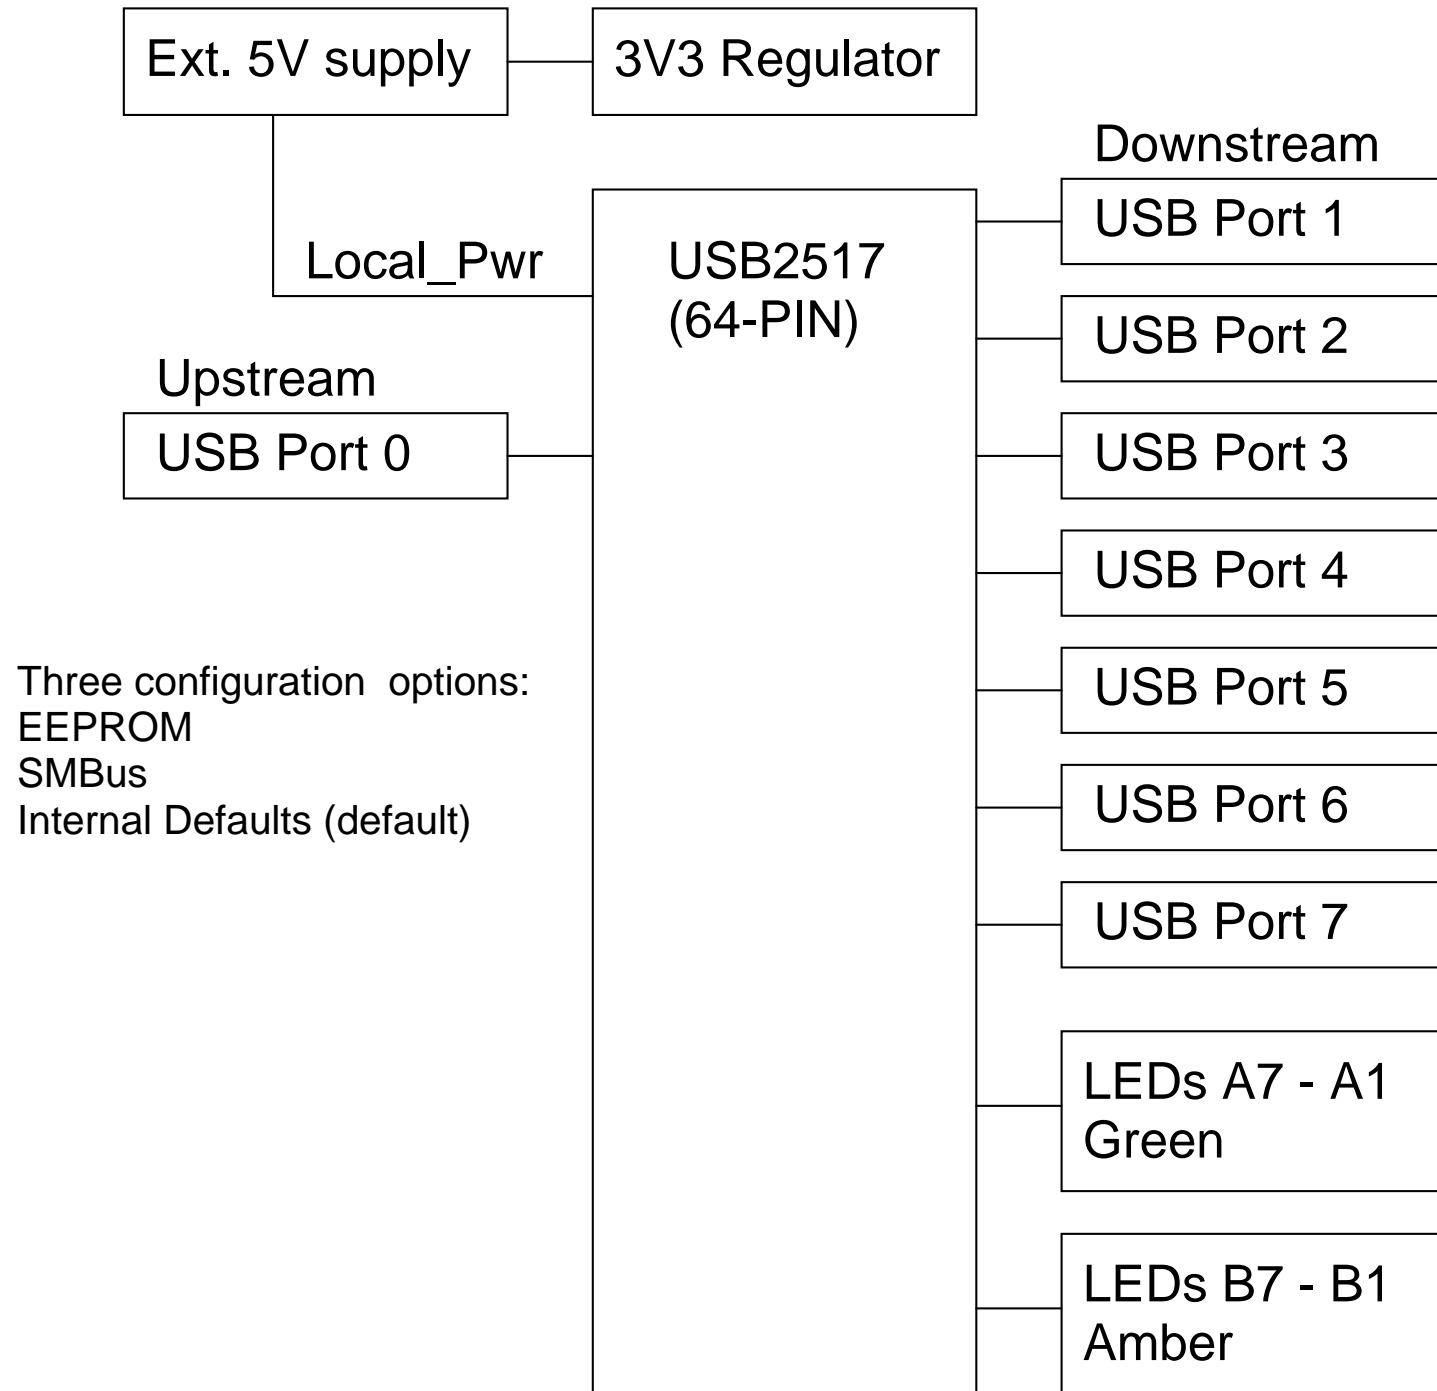 Ext. 5V supply
3V3 Regulator
Downstream
USB Port 1
Local_Pwr
USB2517
(64-PIN)
USB Port 2
Upstream
USB Port 0
USB Port 3
USB Port 4
Three configuration  options:
EEPROM
SMBus
Internal Defaults (default)
USB Port 5
USB Port 6
USB Port 7
LEDs A7 - A1
Green
LEDs B7 - B1
Amber